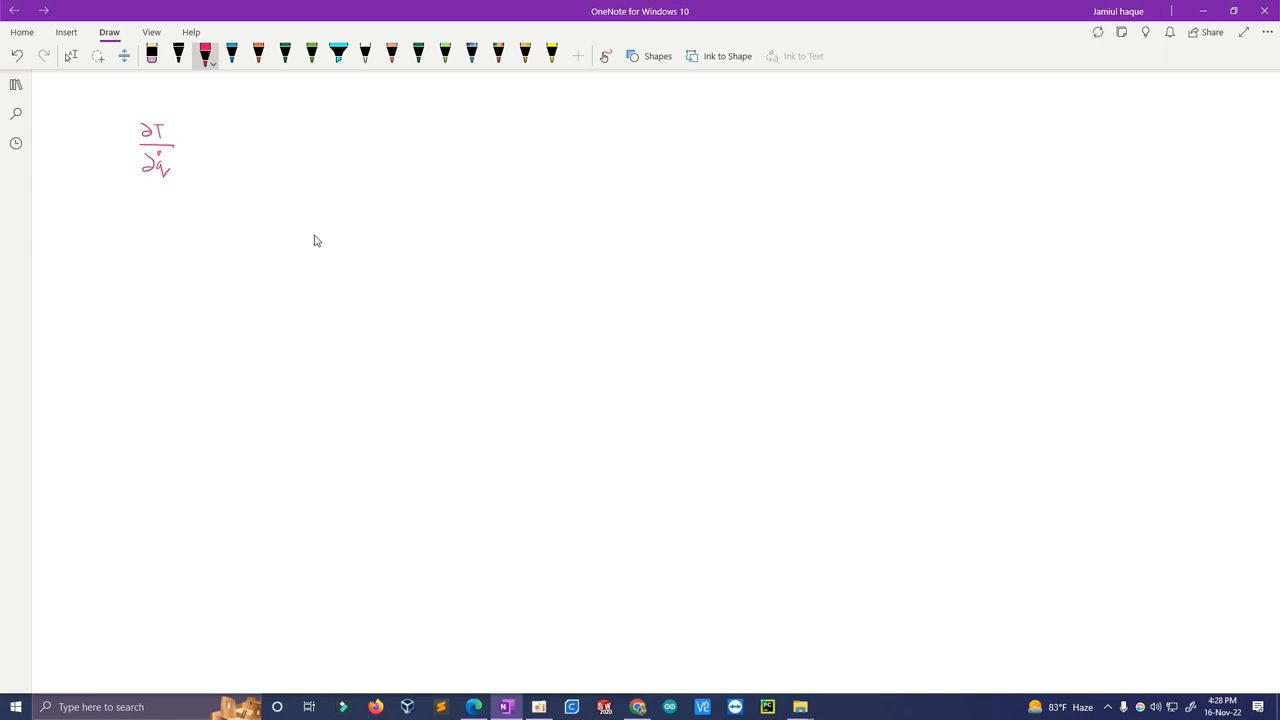 OneNote for Windows 10
Jamiul haque
Home Insert Draw View Help
Share
Shapes Ink to Shape Ink to Text
∂T
∂q̇
Type here to search
83°F Haze
4:28 PM
16-Nov-22